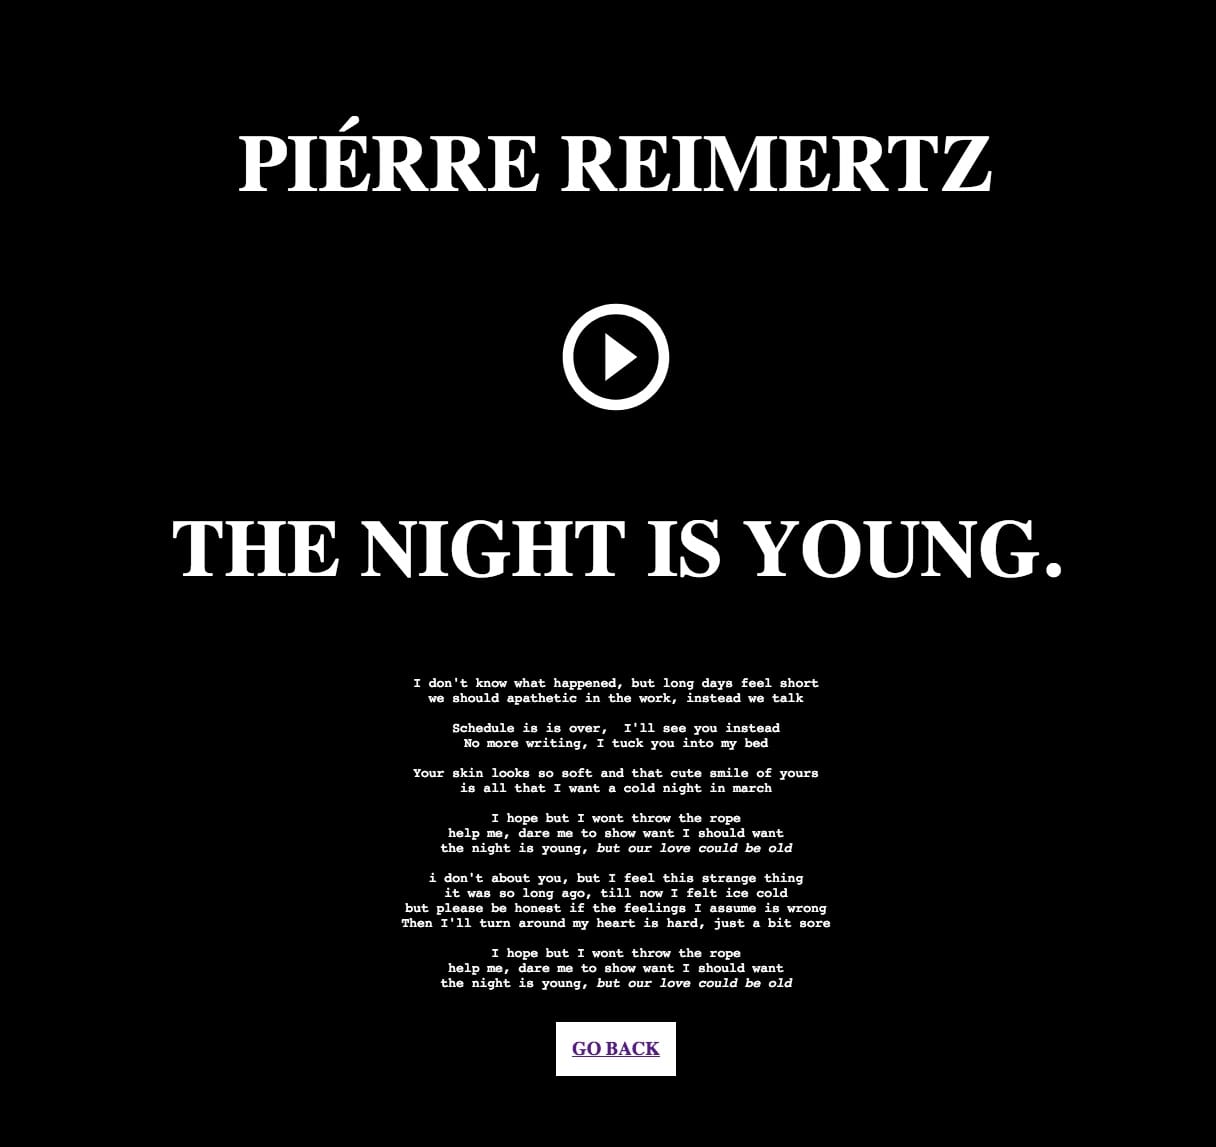 PIÉRRE REIMERTZ
THE NIGHT IS YOUNG.
I don't know what happened, but long days feel short
we should apathetic in the work, instead we talk
Schedule is is over,  I'll see you instead
No more writing, I tuck you into my bed
Your skin looks so soft and that cute smile of yours
is all that I want a cold night in march
I hope but I wont throw the rope
help me, dare me to show want I should want
the night is young, but our love could be old
i don't about you, but I feel this strange thing
it was so long ago, till now I felt ice cold
but please be honest if the feelings I assume is wrong
Then I'll turn around my heart is hard, just a bit sore
I hope but I wont throw the rope
help me, dare me to show want I should want
the night is young, but our love could be old
GO BACK